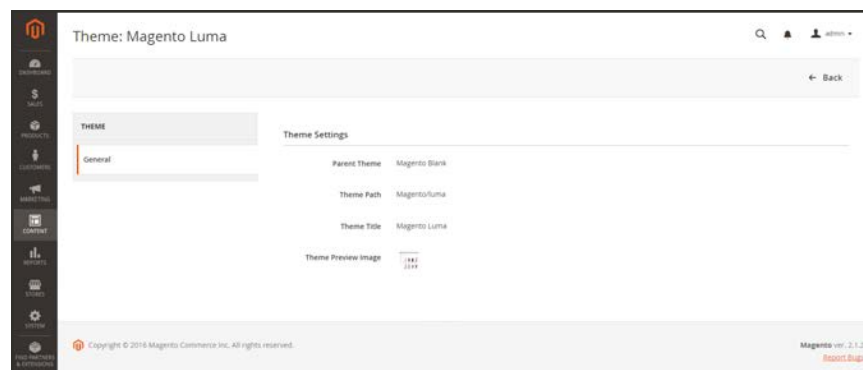 Theme: Magento Luma
admin
DASHBOARD
← Back
$
SALES
THEME
PRODUCTS
Theme Settings
General
CUSTOMERS
Parent Theme Magento Blank
MARKETING
Theme Path Magento/luma
CONTENT
Theme Title Magento Luma
REPORTS
Theme Preview Image
STORES
SYSTEM
Copyright © 2016 Magento Commerce Inc. All rights reserved.
Magento ver. 2.1.2
FIND PARTNERS
& EXTENSIONS
Report Bugs